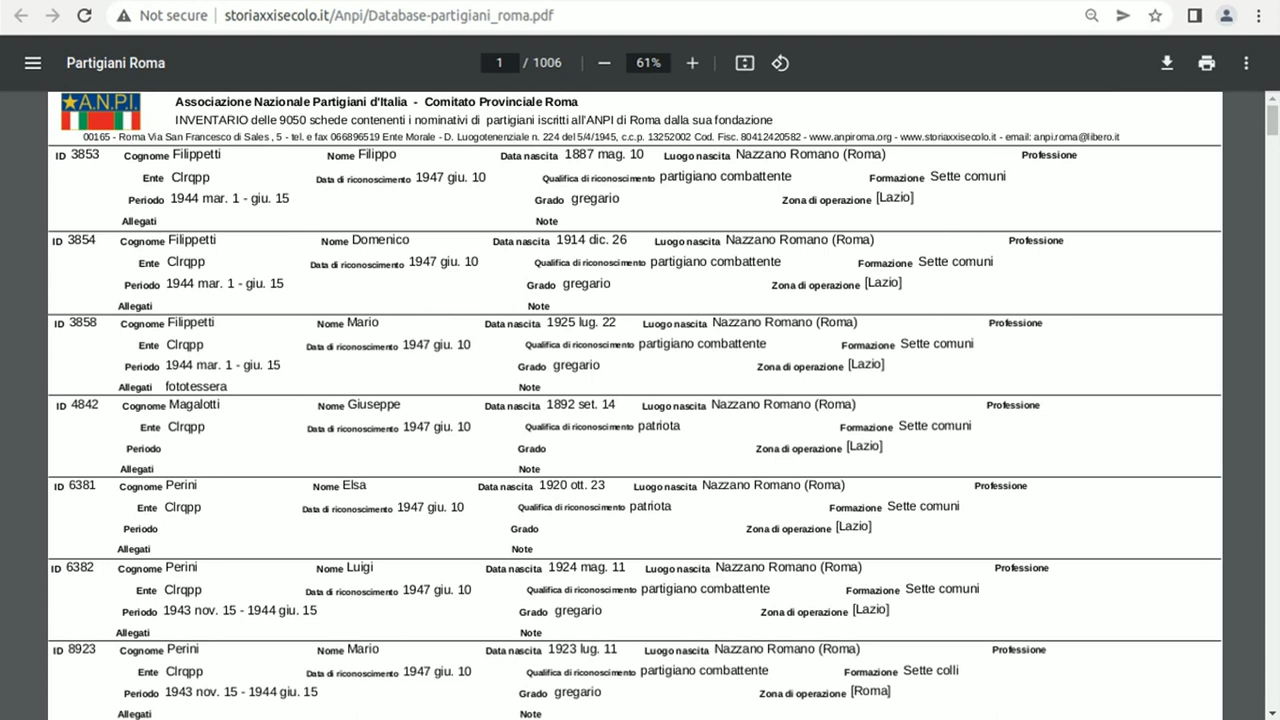 Not secure storiaxxisecolo.it/Anpi/Database-partigiani_roma.pdf
Partigiani Roma 1 / 1006 61%
A.N.P.I. Associazione Nazionale Partigiani d'Italia - Comitato Provinciale Roma
INVENTARIO delle 9050 schede contenenti i nominativi di partigiani iscritti all'ANPI di Roma dalla sua fondazione
00165 - Roma Via San Francesco di Sales , 5 - tel. e fax 066896519 Ente Morale - D. Luogotenenziale n. 224 del 5/4/1945, c.c.p. 13252002 Cod. Fisc. 80412420582 - www.anpiroma.org - www.storiaxxisecolo.it - email: anpi.roma@libero.it
ID 3853 Cognome Filippetti Nome Filippo Data nascita 1887 mag. 10 Luogo nascita Nazzano Romano (Roma) Professione
Ente Clrqpp Data di riconoscimento 1947 giu. 10 Qualifica di riconoscimento partigiano combattente Formazione Sette comuni
Periodo 1944 mar. 1 - giu. 15 Grado gregario Zona di operazione [Lazio]
Allegati Note
ID 3854 Cognome Filippetti Nome Domenico Data nascita 1914 dic. 26 Luogo nascita Nazzano Romano (Roma) Professione
Ente Clrqpp Data di riconoscimento 1947 giu. 10 Qualifica di riconoscimento partigiano combattente Formazione Sette comuni
Periodo 1944 mar. 1 - giu. 15 Grado gregario Zona di operazione [Lazio]
Allegati Note
ID 3858 Cognome Filippetti Nome Mario Data nascita 1925 lug. 22 Luogo nascita Nazzano Romano (Roma) Professione
Ente Clrqpp Data di riconoscimento 1947 giu. 10 Qualifica di riconoscimento partigiano combattente Formazione Sette comuni
Periodo 1944 mar. 1 - giu. 15 Grado gregario Zona di operazione [Lazio]
Allegati fototessera Note
ID 4842 Cognome Magalotti Nome Giuseppe Data nascita 1892 set. 14 Luogo nascita Nazzano Romano (Roma) Professione
Ente Clrqpp Data di riconoscimento 1947 giu. 10 Qualifica di riconoscimento patriota Formazione Sette comuni
Periodo Grado Zona di operazione [Lazio]
Allegati Note
ID 6381 Cognome Perini Nome Elsa Data nascita 1920 ott. 23 Luogo nascita Nazzano Romano (Roma) Professione
Ente Clrqpp Data di riconoscimento 1947 giu. 10 Qualifica di riconoscimento patriota Formazione Sette comuni
Periodo Grado Zona di operazione [Lazio]
Allegati Note
ID 6382 Cognome Perini Nome Luigi Data nascita 1924 mag. 11 Luogo nascita Nazzano Romano (Roma) Professione
Ente Clrqpp Data di riconoscimento 1947 giu. 10 Qualifica di riconoscimento partigiano combattente Formazione Sette comuni
Periodo 1943 nov. 15 - 1944 giu. 15 Grado gregario Zona di operazione [Lazio]
Allegati Note
ID 8923 Cognome Perini Nome Mario Data nascita 1923 lug. 11 Luogo nascita Nazzano Romano (Roma) Professione
Ente Clrqpp Data di riconoscimento 1947 giu. 10 Qualifica di riconoscimento partigiano combattente Formazione Sette colli
Periodo 1943 nov. 15 - 1944 giu. 15 Grado gregario Zona di operazione [Roma]
Allegati Note